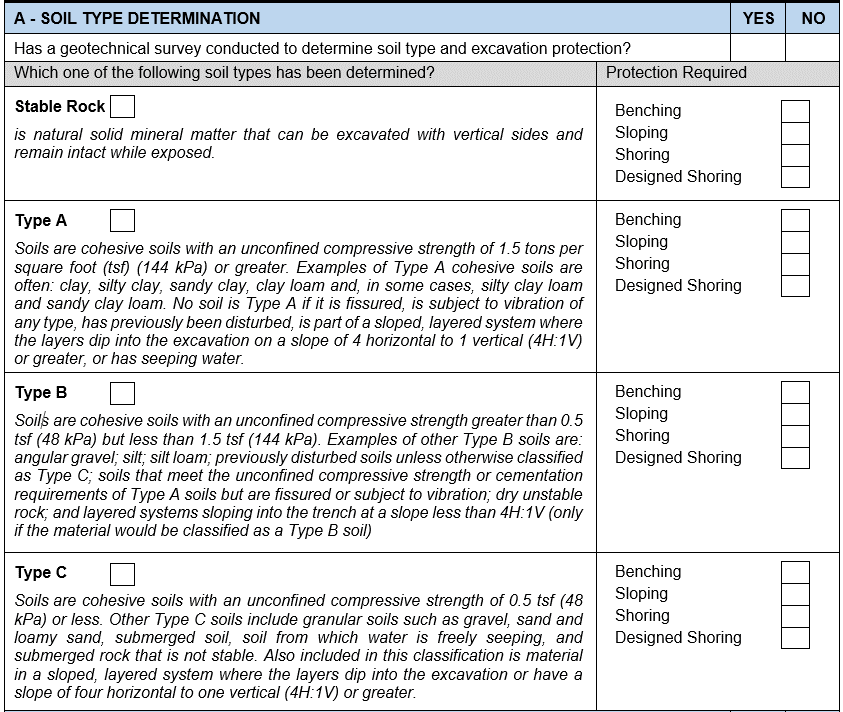 A - SOIL TYPE DETERMINATION YES NO
Has a geotechnical survey conducted to determine soil type and excavation protection?
Which one of the following soil types has been determined? Protection Required
Stable Rock
is natural solid mineral matter that can be excavated with vertical sides and
remain intact while exposed.
Benching
Sloping
Shoring
Designed Shoring
Type A
Soils are cohesive soils with an unconfined compressive strength of 1.5 tons per
square foot (tsf) (144 kPa) or greater. Examples of Type A cohesive soils are
often: clay, silty clay, sandy clay, clay loam and, in some cases, silty clay loam
and sandy clay loam. No soil is Type A if it is fissured, is subject to vibration of
any type, has previously been disturbed, is part of a sloped, layered system where
the layers dip into the excavation on a slope of 4 horizontal to 1 vertical (4H:1V)
or greater, or has seeping water.
Benching
Sloping
Shoring
Designed Shoring
Type B
Soils are cohesive soils with an unconfined compressive strength greater than 0.5
tsf (48 kPa) but less than 1.5 tsf (144 kPa). Examples of other Type B soils are:
angular gravel; silt; silt loam; previously disturbed soils unless otherwise classified
as Type C; soils that meet the unconfined compressive strength or cementation
requirements of Type A soils but are fissured or subject to vibration; dry unstable
rock; and layered systems sloping into the trench at a slope less than 4H:1V (only
if the material would be classified as a Type B soil)
Benching
Sloping
Shoring
Designed Shoring
Type C
Soils are cohesive soils with an unconfined compressive strength of 0.5 tsf (48
kPa) or less. Other Type C soils include granular soils such as gravel, sand and
loamy sand, submerged soil, soil from which water is freely seeping, and
submerged rock that is not stable. Also included in this classification is material
in a sloped, layered system where the layers dip into the excavation or have a
slope of four horizontal to one vertical (4H:1V) or greater.
Benching
Sloping
Shoring
Designed Shoring